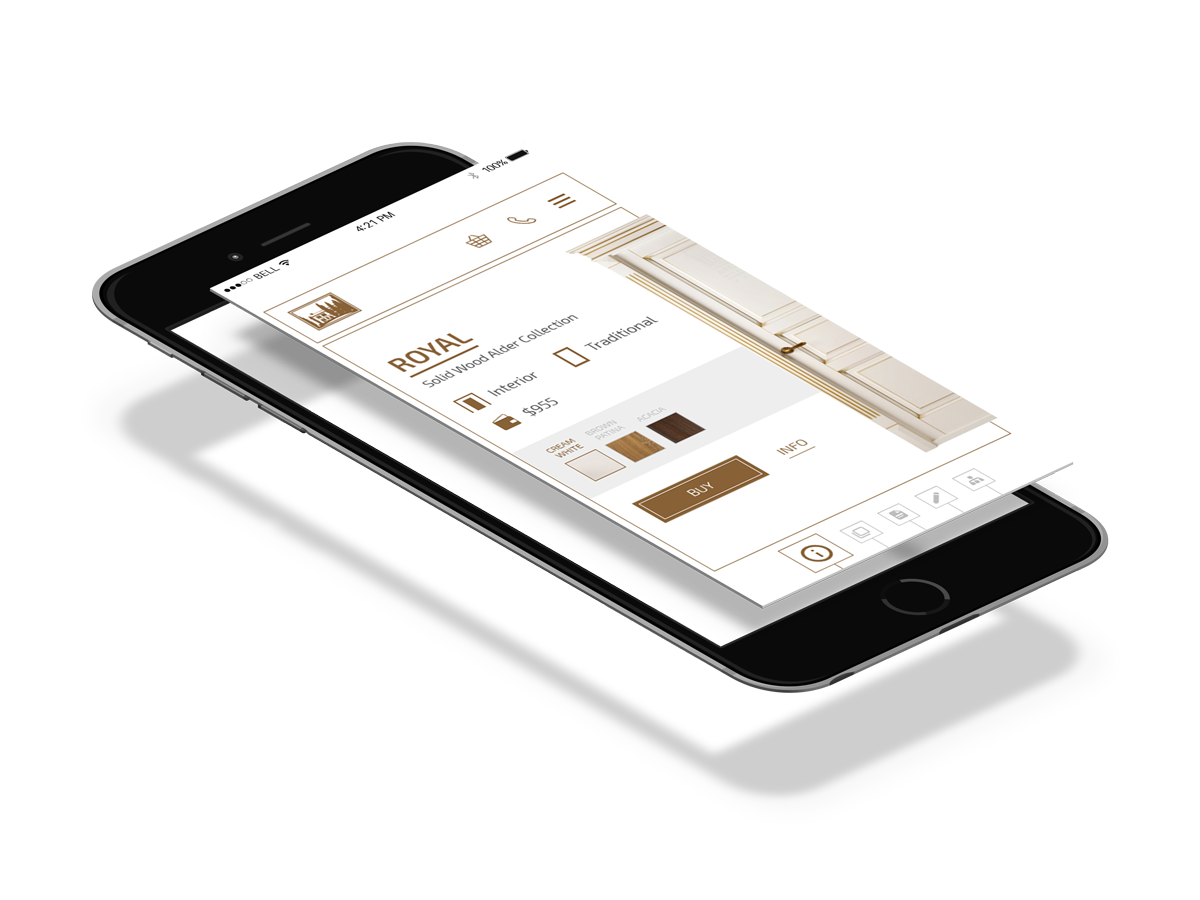 BELL
4:21 PM
100%
ROYAL
Solid Wood Alder Collection
Interior
Traditional
$955
CREAM
WHITE
BROWN
PATINA
ACACIA
BUY
INFO